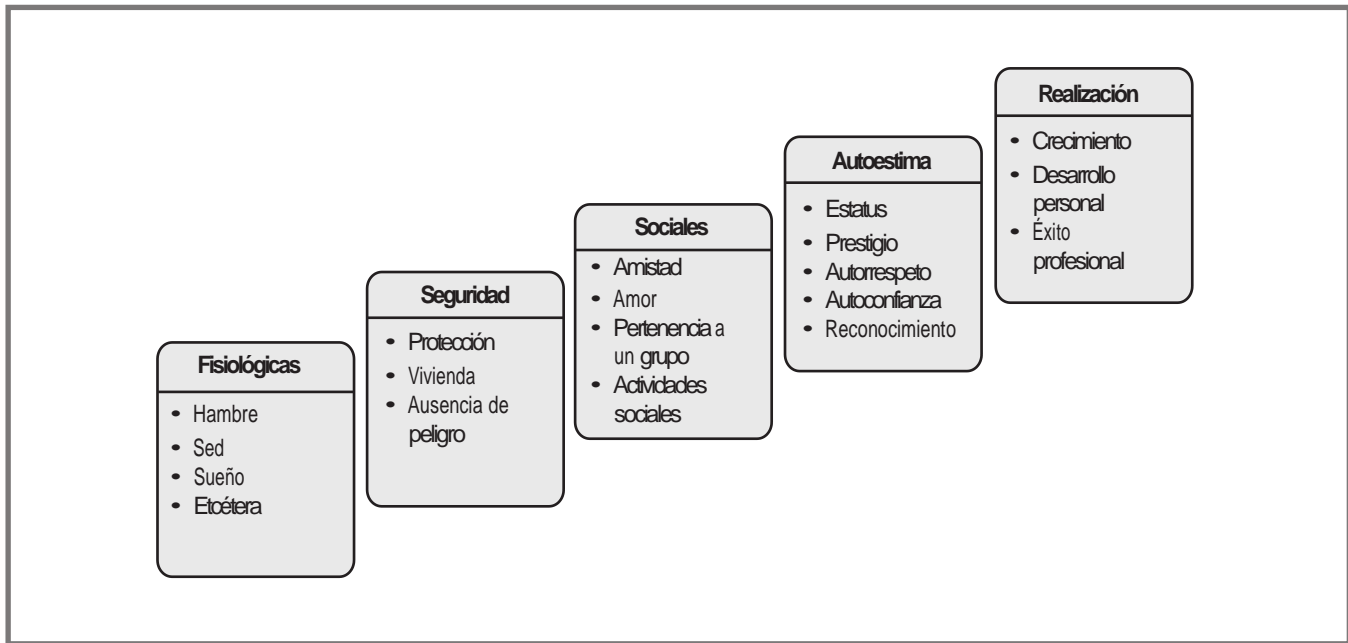 Realización
• Crecimiento
• Desarrollo
personal
• Éxito
profesional
Autoestima
• Estatus
• Prestigio
• Autorrespeto
• Autoconfianza
• Reconocimiento
Sociales
• Amistad
• Amor
• Pertenencia a
un grupo
• Actividades
sociales
Seguridad
• Protección
• Vivienda
• Ausencia de
peligro
Fisiológicas
• Hambre
• Sed
• Sueño
• Etcétera